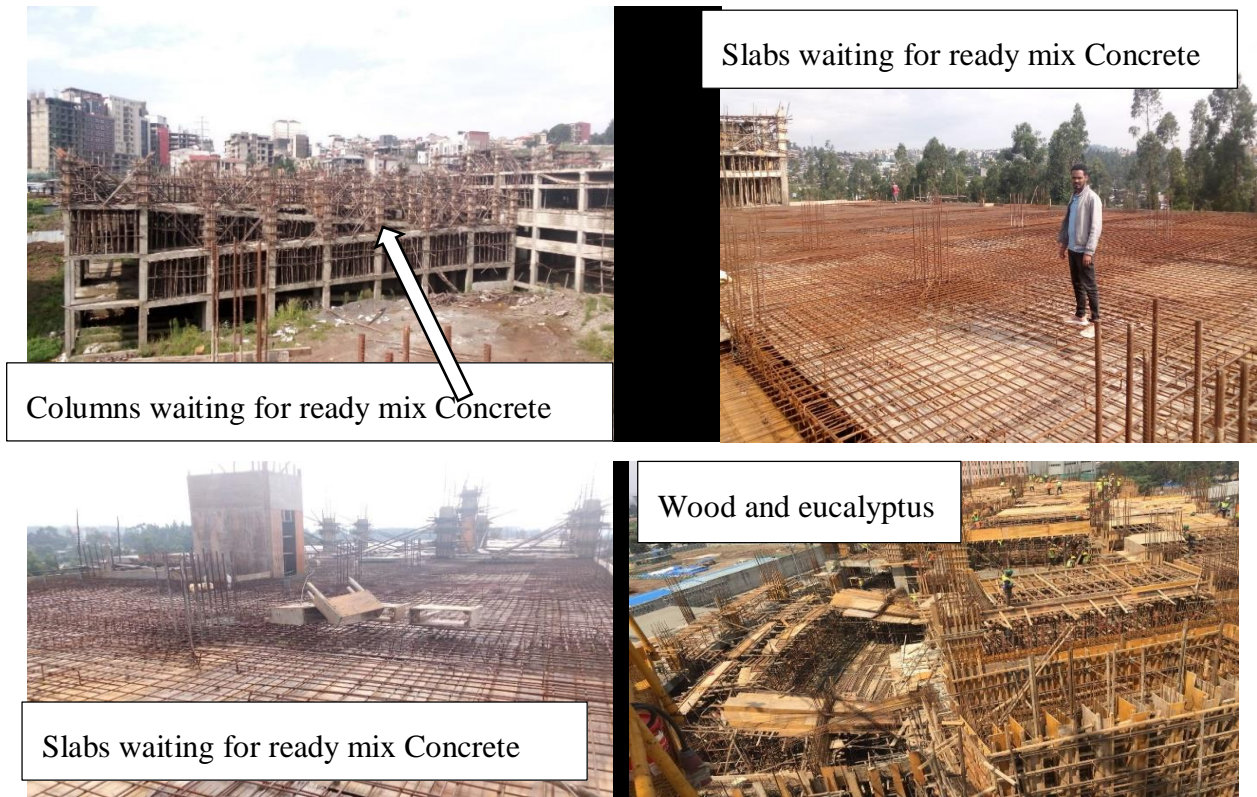 Slabs waiting for ready mix Concrete
Columns waiting for ready mix Concrete
Wood and eucalyptus
Slabs waiting for ready mix Concrete